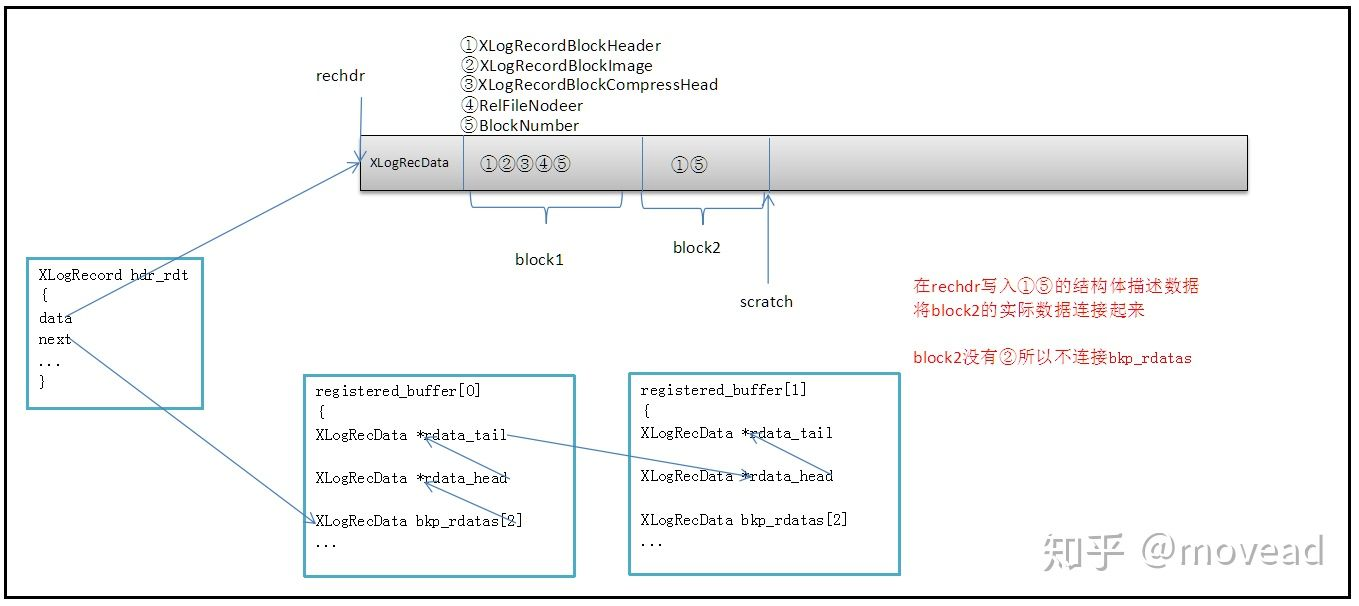 ①XLogRecordBlockHeader
②XLogRecordBlockImage
③XLogRecordBlockCompressHead
④RelFileNodeer
⑤BlockNumber
rechdr
XLogRecData
①②③④⑤
①⑤
block1
block2
scratch
XLogRecord hdr_rdt
{
data
next
...
}
在rechdr写入①⑤的结构体描述数据
将block2的实际数据连接起来
block2没有②所以不连接bkp_rdatas
registered_buffer[0]
{
XLogRecData *rdata_tail
XLogRecData *rdata_head
XLogRecData bkp_rdatas[2]
...
registered_buffer[1]
{
XLogRecData *rdata_tail
XLogRecData *rdata_head
XLogRecData bkp_rdatas[2]
...
知乎 @movead